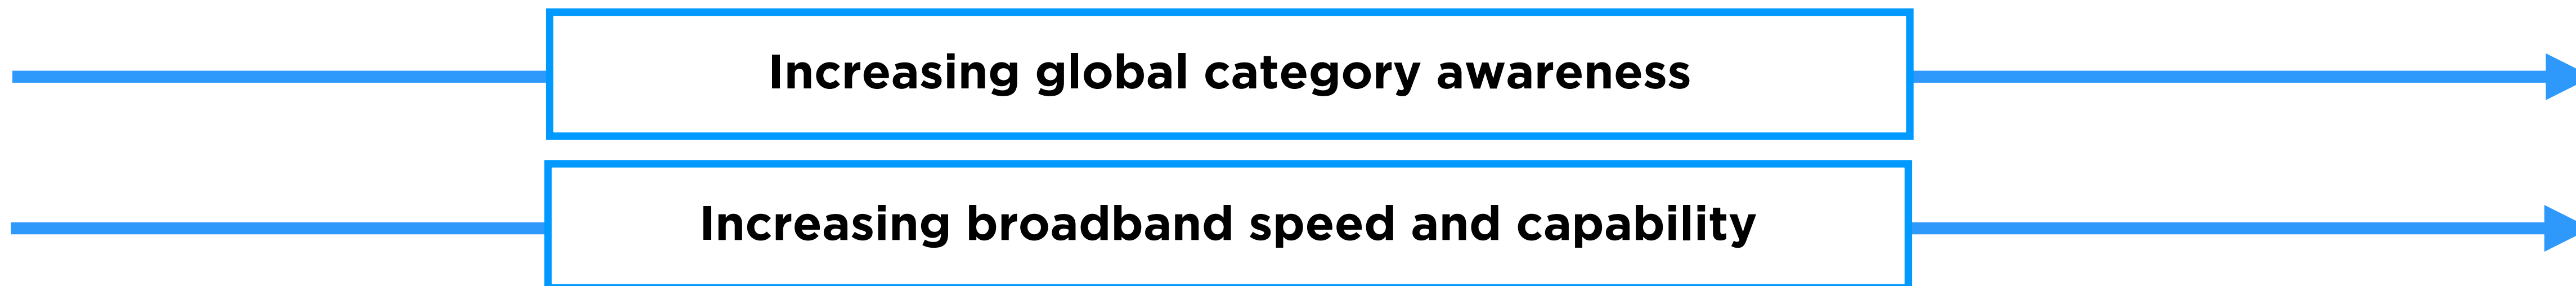 Increasing global category awareness
Increasing broadband speed and capability